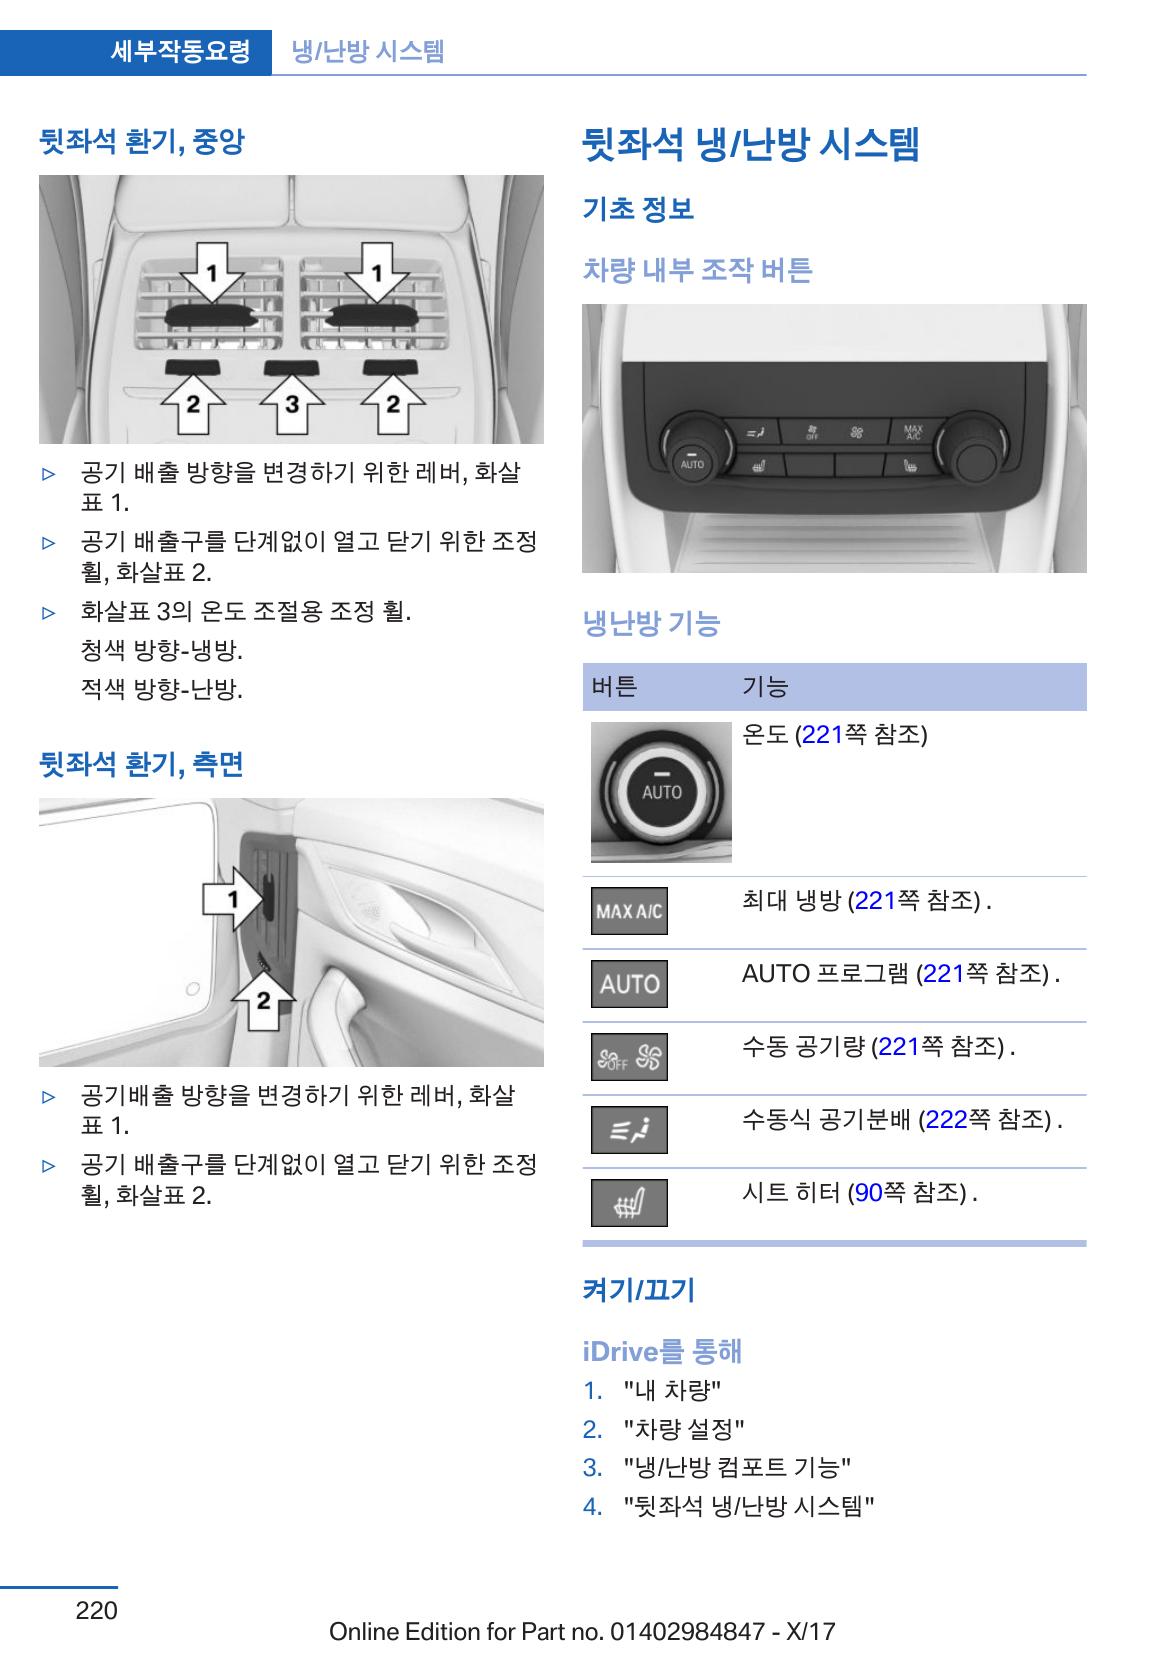 세부작동요령 냉/난방 시스템
뒷좌석 환기, 중앙
1 1
2 3 2
▷ 공기 배출 방향을 변경하기 위한 레버, 화살
표 1.
▷ 공기 배출구를 단계없이 열고 닫기 위한 조정
휠, 화살표 2.
▷ 화살표 3의 온도 조절용 조정 휠.
청색 방향-냉방.
적색 방향-난방.
뒷좌석 환기, 측면
1
2
▷ 공기배출 방향을 변경하기 위한 레버, 화살
표 1.
▷ 공기 배출구를 단계없이 열고 닫기 위한 조정
휠, 화살표 2.
뒷좌석 냉/난방 시스템
기초 정보
차량 내부 조작 버튼
OFF MAX
A/C
AUTO
냉난방 기능
버튼 기능
AUTO 온도 (221쪽 참조)
MAX A/C 최대 냉방 (221쪽 참조) .
AUTO AUTO 프로그램 (221쪽 참조) .
OFF 수동 공기량 (221쪽 참조) .
수동식 공기분배 (222쪽 참조) .
시트 히터 (90쪽 참조) .
켜기/끄기
iDrive를 통해
1. "내 차량"
2. "차량 설정"
3. "냉/난방 컴포트 기능"
4. "뒷좌석 냉/난방 시스템"
220
Online Edition for Part no. 01402984847 - X/17